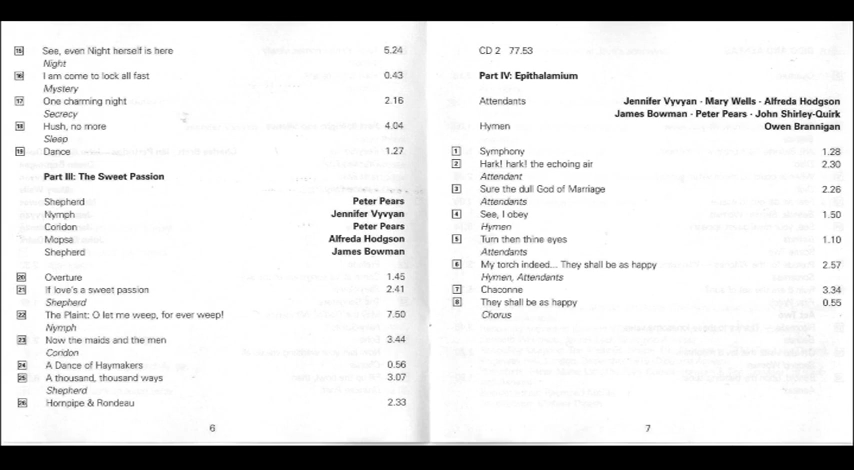 15 See, even Night herself is here 5.24
Night
16 I am come to lock all fast 0.43
Mystery
17 One charming night 2.16
Secrecy
18 Hush, no more 4.04
Sleep
19 Dance 1.27
Part III: The Sweet Passion
Shepherd Peter Pears
Nymph Jennifer Vyvyan
Coridon Peter Pears
Mopsa Alfreda Hodgson
Shepherd James Bowman
20 Overture 1.45
21 If love's a sweet passion 2.41
Shepherd
22 The Plaint: O let me weep, for ever weep! 7.50
Nymph
23 Now the maids and the men 3.44
Coridon
24 A Dance of Haymakers 0.56
25 A thousand, thousand ways 3.07
Shepherd
26 Hornpipe & Rondeau 2.33
6
CD 2 77.53
Part IV: Epithalamium
Attendants Jennifer Vyvyan · Mary Wells · Alfreda Hodgson
James Bowman · Peter Pears · John Shirley-Quirk
Hymen Owen Brannigan
1 Symphony 1.28
2 Hark! hark! the echoing air 2.30
Attendant
3 Sure the dull God of Marriage 2.26
Attendants
4 See, I obey 1.50
Hymen
5 Turn then thine eyes 1.10
Attendants
6 My torch indeed... They shall be as happy 2.57
Hymen, Attendants
7 Chaconne 3.34
8 They shall be as happy 0.55
Chorus
7